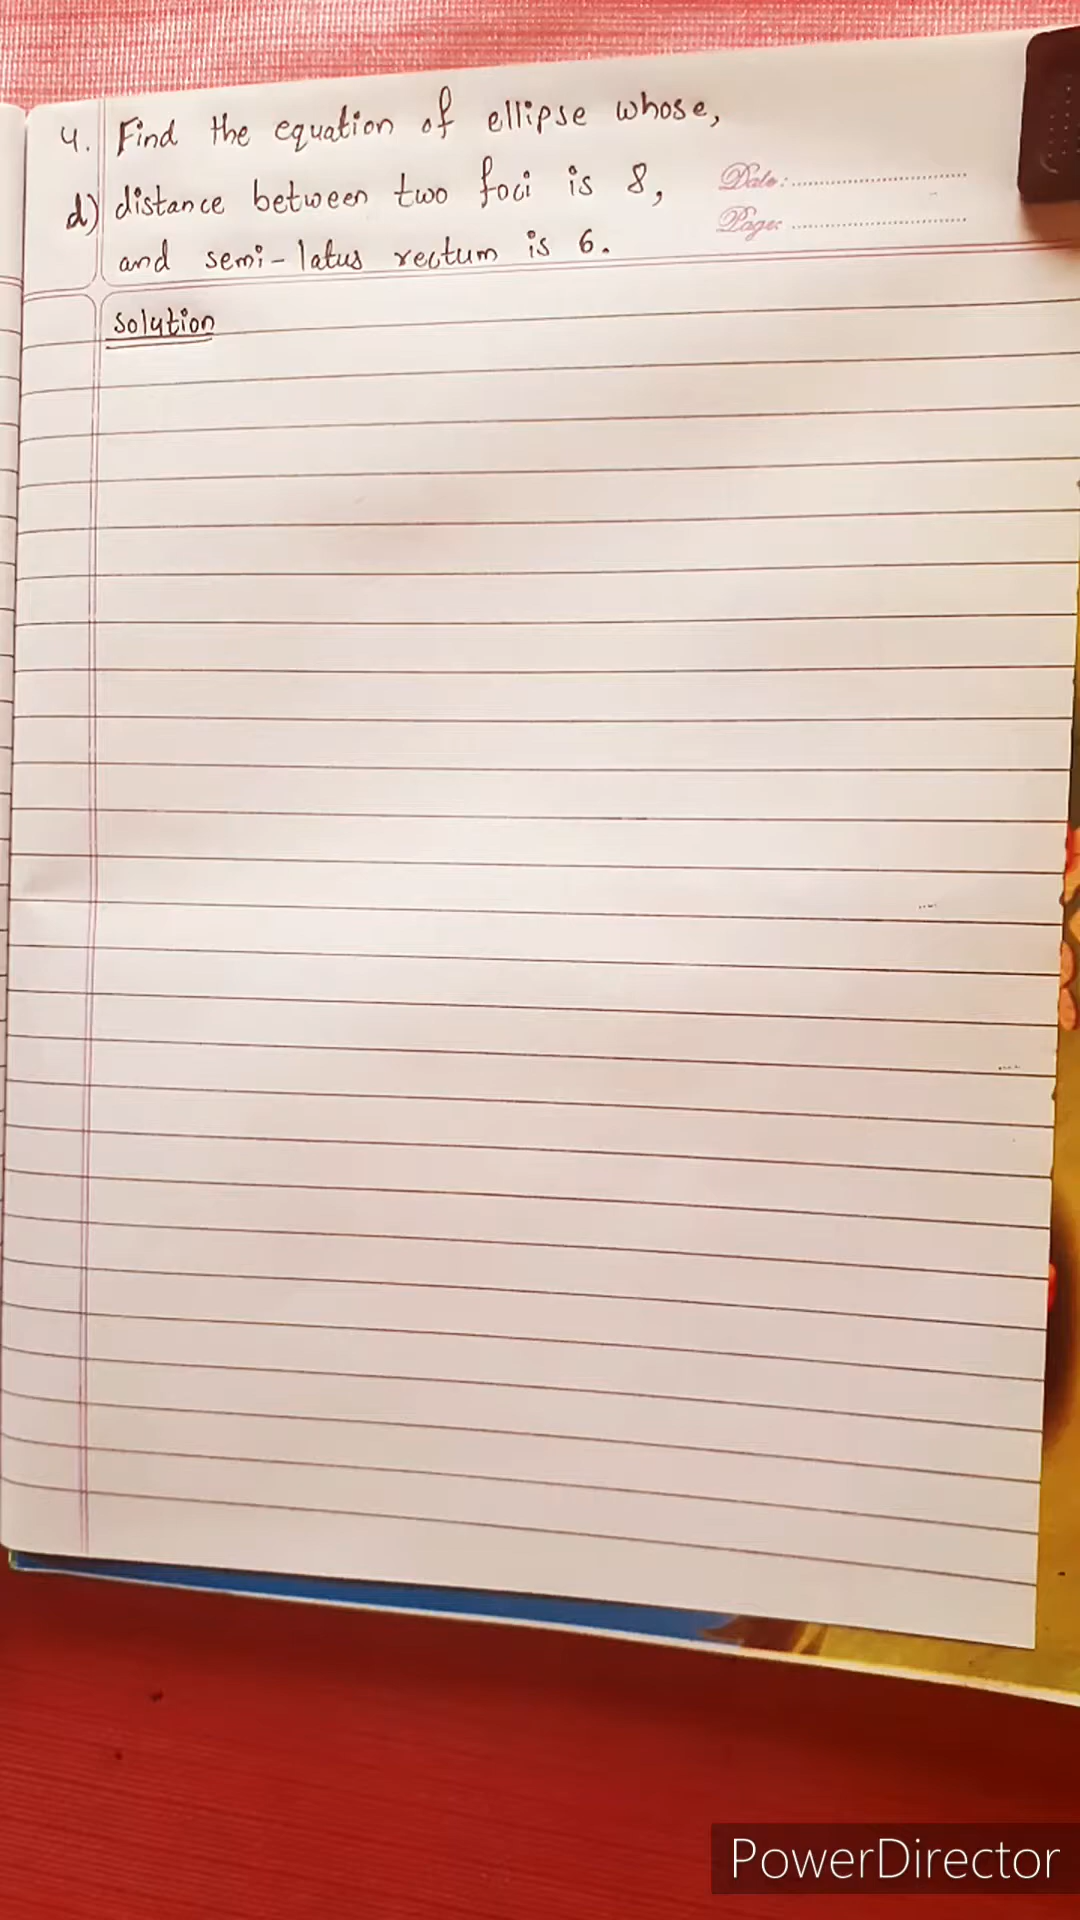 4. Find the equation of ellipse whose,
d) distance between two foci is 8,
and semi-latus rectum is 6.
Date:
Page:
Solution
PowerDirector